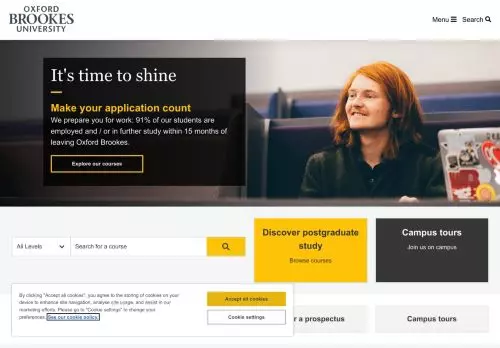 OXFORD
BROOKES
UNIVERSITY
Menu
Search
It's time to shine
Make your application count
We prepare you for work: 91% of our students are
employed and / or in further study within 15 months of
leaving Oxford Brookes.
Explore our courses
All Levels
Search for a course
Discover postgraduate
study
Browse courses
Campus tours
Join us on campus
By clicking "Accept all cookies", you agree to the storing of cookies on your
device to enhance site navigation, analyse site usage, and assist in our
marketing efforts. Please go to "Cookie settings" to change your
preferences. See our cookie policy.
Accept all cookies
Cookie settings
r a prospectus
Campus tours